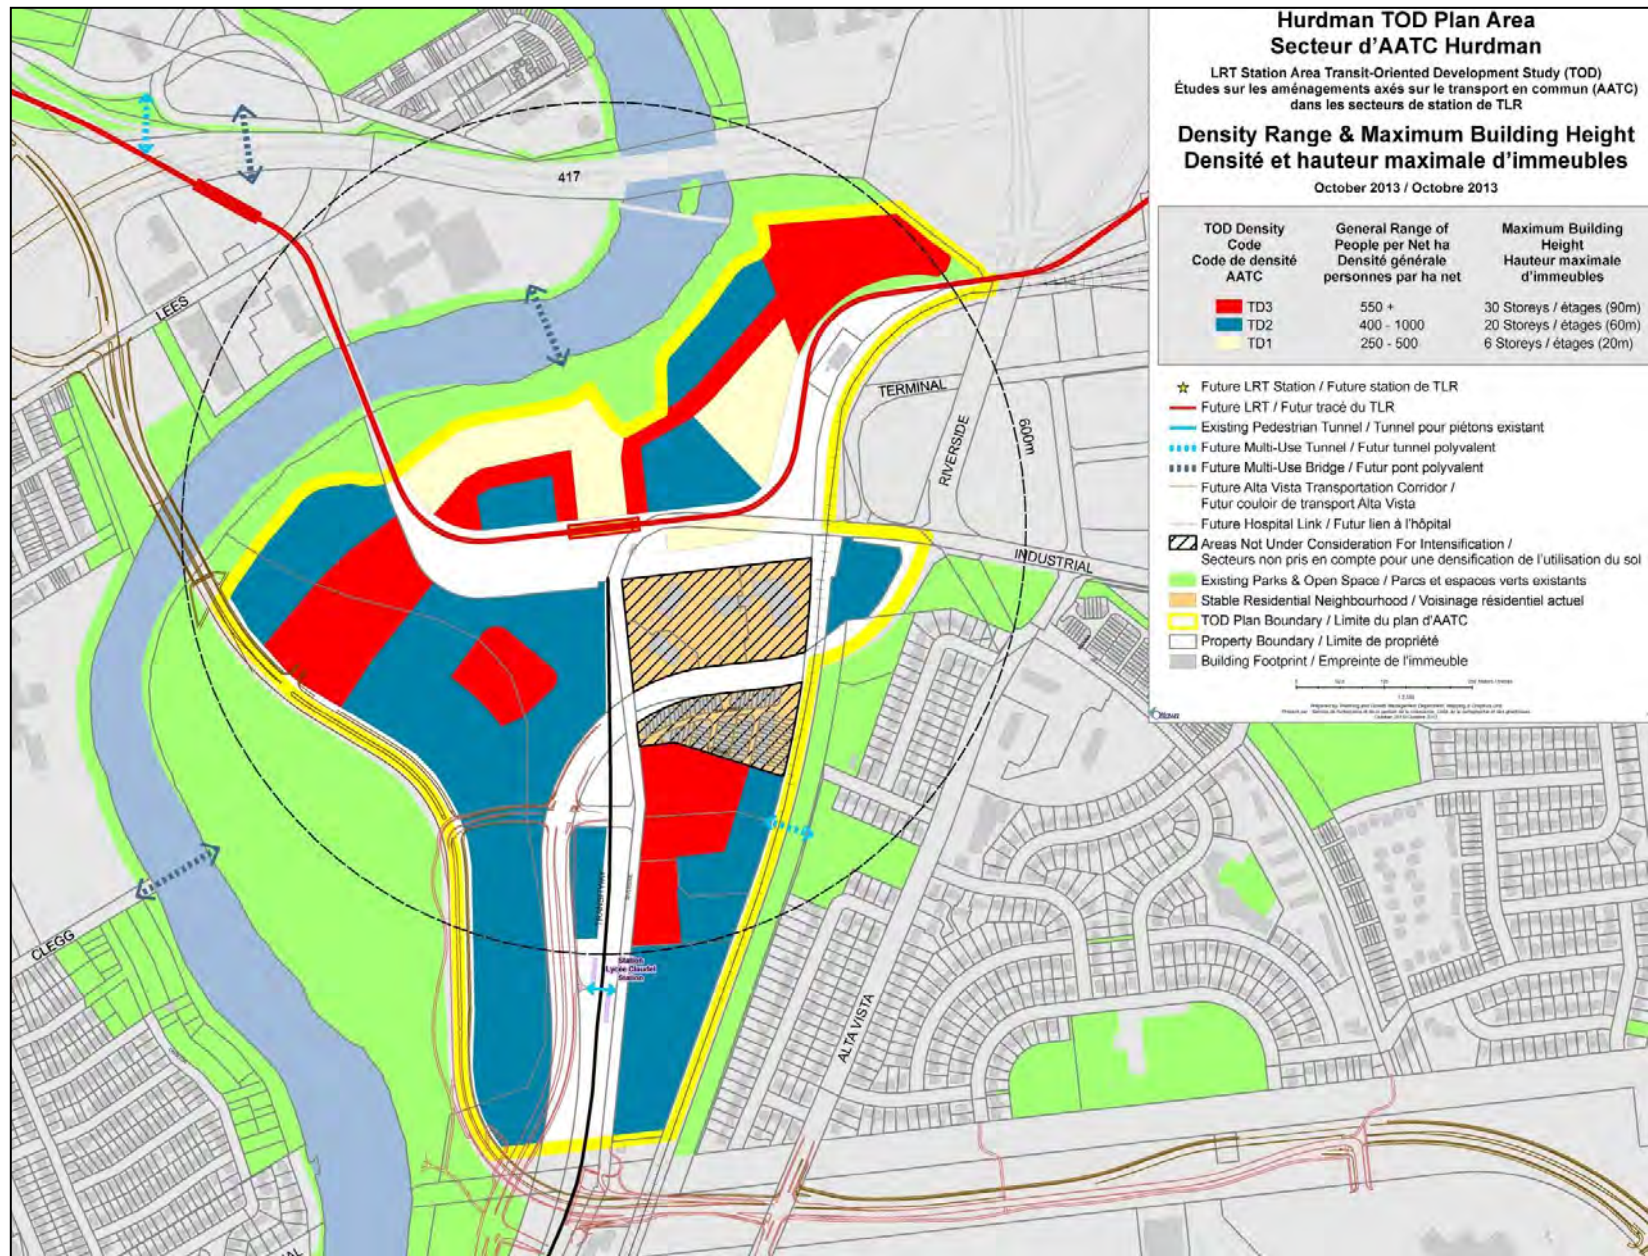 Hurdman TOD Plan Area
Secteur d'AATC Hurdman
LRT Station Area Transit-Oriented Development Study (TOD)
Études sur les aménagements axés sur le transport en commun (AATC)
dans les secteurs de station de TLR
Density Range & Maximum Building Height
Densité et hauteur maximale d'immeubles
October 2013 / Octobre 2013
TOD Density Code
Code de densité AATC
General Range of People per Net ha
Densité générale personnes par ha net
Maximum Building Height
Hauteur maximale d'immeubles
TD3 550 + 30 Storeys / étages (90m)
TD2 400 - 1000 20 Storeys / étages (60m)
TD1 250 - 500 6 Storeys / étages (20m)
Future LRT Station / Future station de TLR
Future LRT / Futur tracé du TLR
Existing Pedestrian Tunnel / Tunnel pour piétons existant
Future Multi-Use Tunnel / Futur tunnel polyvalent
Future Multi-Use Bridge / Futur pont polyvalent
Future Alta Vista Transportation Corridor /
Futur couloir de transport Alta Vista
Future Hospital Link / Futur lien à l'hôpital
Areas Not Under Consideration For Intensification /
Secteurs non pris en compte pour une densification de l'utilisation du sol
Existing Parks & Open Space / Parcs et espaces verts existants
Stable Residential Neighbourhood / Voisinage résidentiel actuel
TOD Plan Boundary / Limite du plan d'AATC
Property Boundary / Limite de propriété
Building Footprint / Empreinte de l'immeuble
Ottawa
417
LEES
TERMINAL
RIVERSIDE
600m
INDUSTRIAL
TRANSITWAY
CLEGG
Station
Lycée Claudel
Station
ALTA VISTA